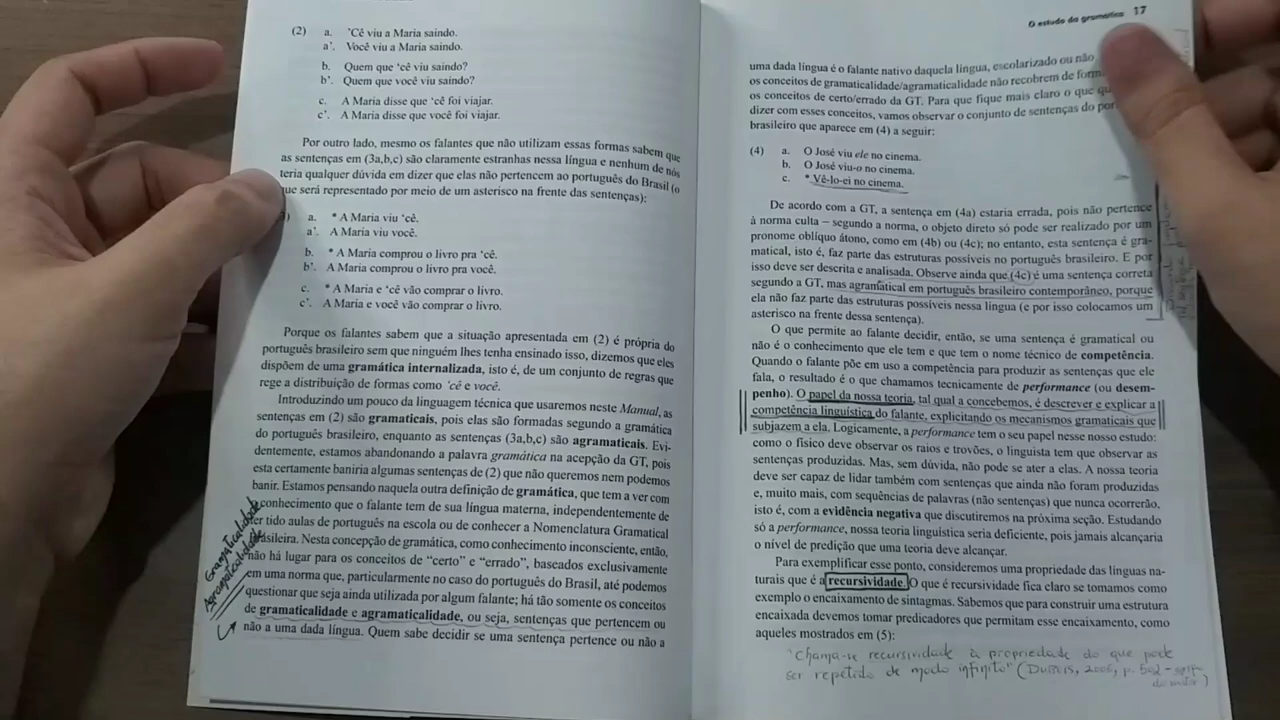 (2) a. 'Cê viu a Maria saindo.
a'. Você viu a Maria saindo.
b. Quem que 'cê viu saindo?
b'. Quem que você viu saindo?
c. A Maria disse que 'cê foi viajar.
c'. A Maria disse que você foi viajar.
Por outro lado, mesmo os falantes que não utilizam essas formas sabem que
as sentenças em (3a,b,c) são claramente estranhas nessa língua e nenhum de nós
teria qualquer dúvida em dizer que elas não pertencem ao português do Brasil (o
que será representado por meio de um asterisco na frente das sentenças):
a. * A Maria viu 'cê.
a'. A Maria viu você.
b. * A Maria comprou o livro pra 'cê.
b'. A Maria comprou o livro pra você.
c. * A Maria e 'cê vão comprar o livro.
c'. A Maria e você vão comprar o livro.
Porque os falantes sabem que a situação apresentada em (2) é própria do
português brasileiro sem que ninguém lhes tenha ensinado isso, dizemos que eles
dispõem de uma gramática internalizada, isto é, de um conjunto de regras que
rege a distribuição de formas como 'cê e você.
Introduzindo um pouco da linguagem técnica que usaremos neste Manual, as
sentenças em (2) são gramaticais, pois elas são formadas segundo a gramática
do português brasileiro, enquanto as sentenças (3a,b,c) são agramaticais. Evi-
dentemente, estamos abandonando a palavra gramática na acepção da GT, pois
esta certamente baniria algumas sentenças de (2) que não queremos nem podemos
banir. Estamos pensando naquela outra definição de gramática, que tem a ver com
o conhecimento que o falante tem de sua língua materna, independentemente de
ter tido aulas de português na escola ou de conhecer a Nomenclatura Gramatical
Brasileira. Nesta concepção de gramática, como conhecimento inconsciente, então,
não há lugar para os conceitos de “certo” e “errado”, baseados exclusivamente
em uma norma que, particularmente no caso do português do Brasil, até podemos
questionar que seja ainda utilizada por algum falante; há tão somente os conceitos
de gramaticalidade e agramaticalidade, ou seja, sentenças que pertencem ou
não a uma dada língua. Quem sabe decidir se uma sentença pertence ou não a
Gramaticalidade
Agramaticalidade
O estudo da gramática 17
uma dada língua é o falante nativo daquela língua, escolarizado ou não
os conceitos de gramaticalidade/agramaticalidade não recobrem de form
os conceitos de certo/errado da GT. Para que fique mais claro o que qu
dizer com esses conceitos, vamos observar o conjunto de sentenças do por
brasileiro que aparece em (4) a seguir:
(4) a. O José viu ele no cinema.
b. O José viu-o no cinema.
c. * Vê-lo-ei no cinema.
De acordo com a GT, a sentença em (4a) estaria errada, pois não pertence
à norma culta – segundo a norma, o objeto direto só pode ser realizado por um
pronome oblíquo átono, como em (4b) ou (4c); no entanto, esta sentença é gra-
matical, isto é, faz parte das estruturas possíveis no português brasileiro. E por
isso deve ser descrita e analisada. Observe ainda que (4c) é uma sentença correta
segundo a GT, mas agramatical em português brasileiro contemporâneo, porque
ela não faz parte das estruturas possíveis nessa língua (e por isso colocamos um
asterisco na frente dessa sentença).
O que permite ao falante decidir, então, se uma sentença é gramatical ou
não é o conhecimento que ele tem e que tem o nome técnico de competência.
Quando o falante põe em uso a competência para produzir as sentenças que ele
fala, o resultado é o que chamamos tecnicamente de performance (ou desem-
penho). O papel da nossa teoria, tal qual a concebemos, é descrever e explicar a
competência linguística do falante, explicitando os mecanismos gramaticais que
subjazem a ela. Logicamente, a performance tem o seu papel nesse nosso estudo:
como o físico deve observar os raios e trovões, o linguista tem que observar as
sentenças produzidas. Mas, sem dúvida, não pode se ater a elas. A nossa teoria
deve ser capaz de lidar também com sentenças que ainda não foram produzidas
e, muito mais, com sequências de palavras (não sentenças) que nunca ocorrerão,
isto é, com a evidência negativa que discutiremos na próxima seção. Estudando
só a performance, nossa teoria linguística seria deficiente, pois jamais alcançaria
o nível de predição que uma teoria deve alcançar.
Para exemplificar esse ponto, consideremos uma propriedade das línguas na-
turais que é a recursividade. O que é recursividade fica claro se tomamos como
exemplo o encaixamento de sintagmas. Sabemos que para construir uma estrutura
encaixada devemos tomar predicadores que permitam esse encaixamento, como
aqueles mostrados em (5):
"Chama-se recursividade à propriedade do que pode
ser repetido de modo infinito" (DUBOIS, 2006, p. 502 -